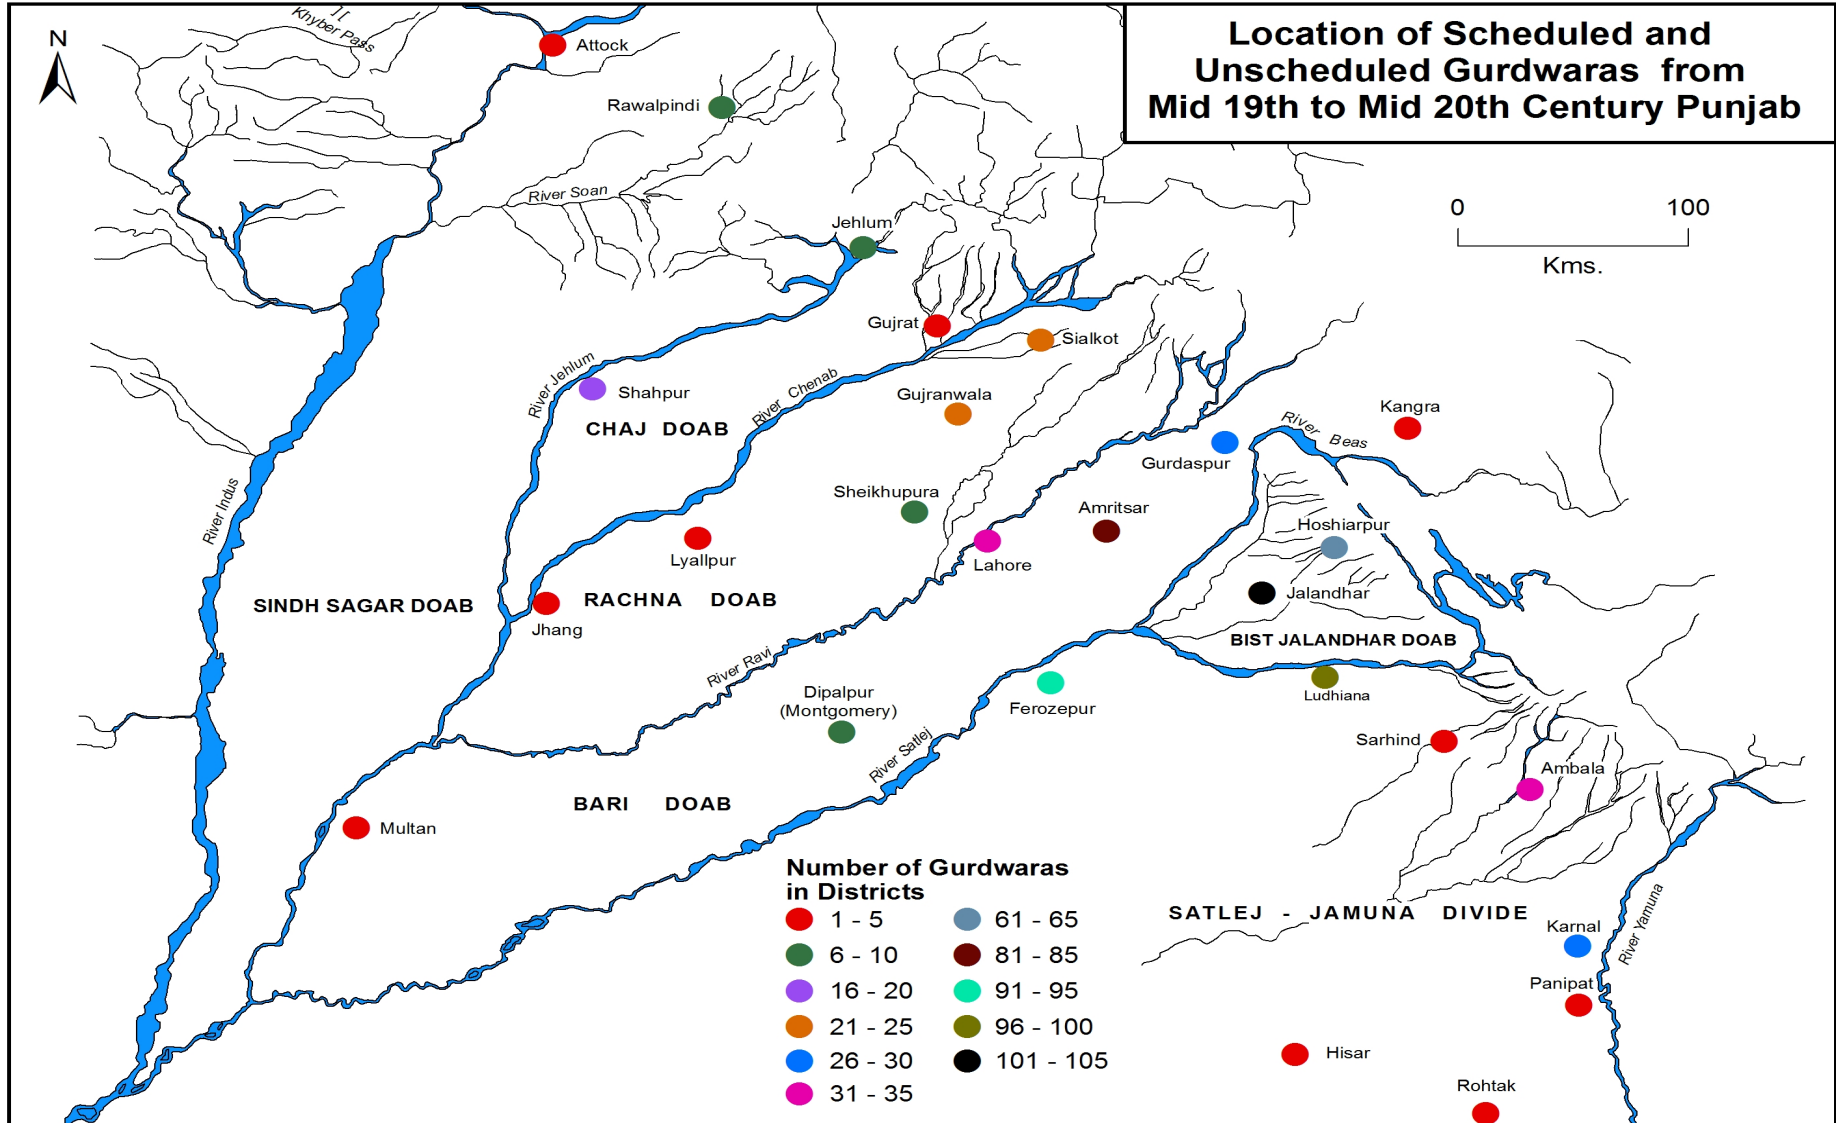 Location of Scheduled and
Unscheduled Gurdwaras from
Mid 19th to Mid 20th Century Punjab
N
Khyber Pass
Attock
Rawalpindi
River Soan
0 100
Kms.
Jehlum
Gujrat
Sialkot
River Jehlum
Shahpur
River Chenab
Gujranwala
CHAJ DOAB
Kangra
River Beas
Gurdaspur
River Indus
Sheikhupura
Amritsar
Hoshiarpur
Lyallpur
Lahore
Jalandhar
SINDH SAGAR DOAB
RACHNA DOAB
Jhang
BIST JALANDHAR DOAB
River Ravi
Dipalpur
(Montgomery)
Ferozepur
Ludhiana
River Satlej
Sarhind
Ambala
BARI DOAB
Multan
Number of Gurdwaras
in Districts
1 - 5
6 - 10
16 - 20
21 - 25
26 - 30
31 - 35
61 - 65
81 - 85
91 - 95
96 - 100
101 - 105
SATLEJ - JAMUNA DIVIDE
Karnal
River Yamuna
Panipat
Hisar
Rohtak